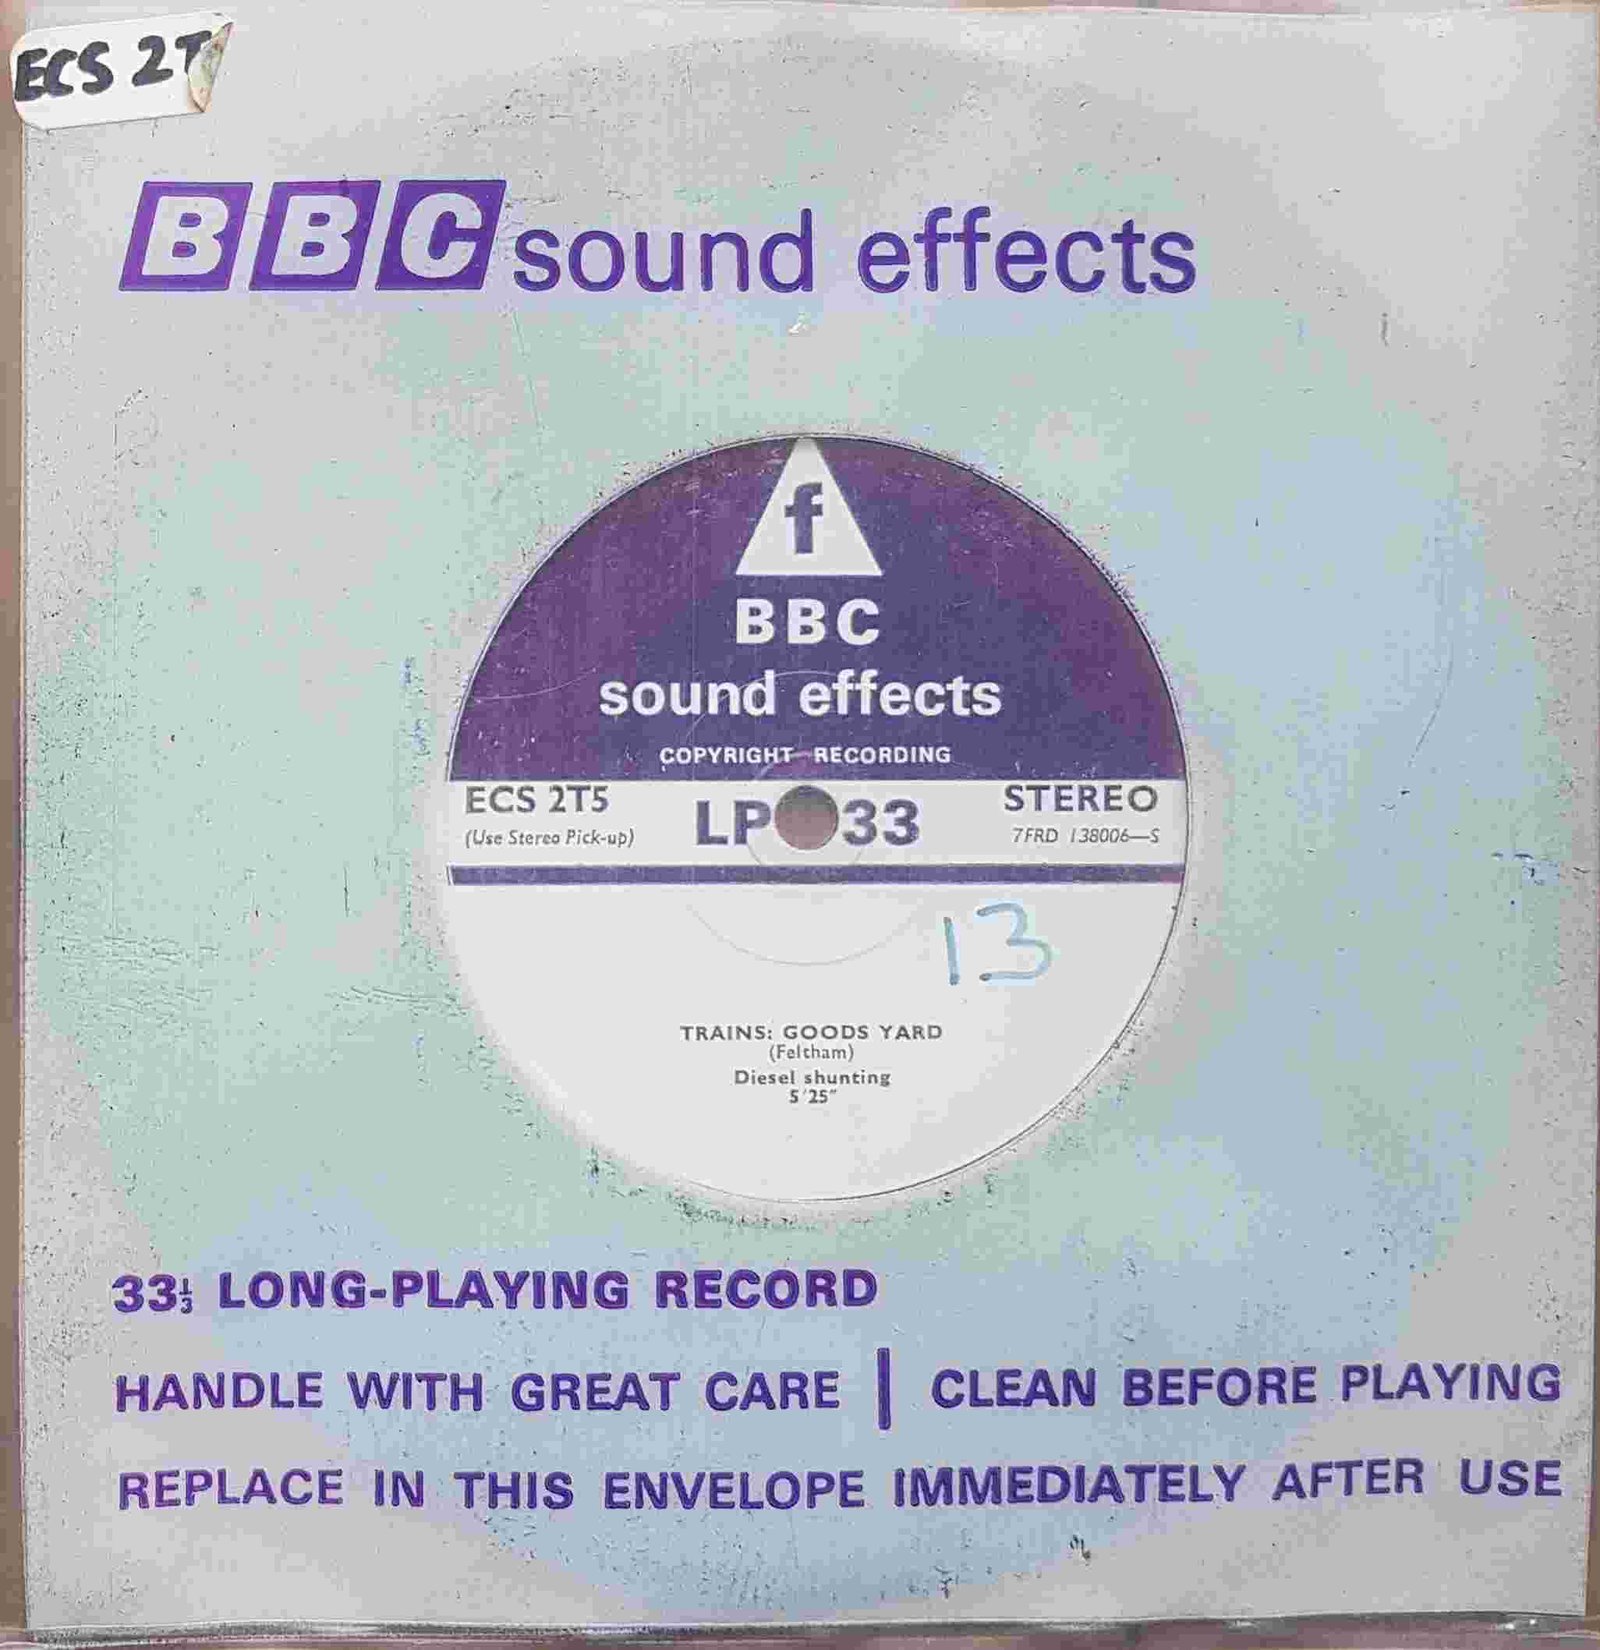 ECS 2T
BBC sound effects
f
BBC
sound effects
COPYRIGHT RECORDING
ECS 2T5 LP 33 STEREO
(Use Stereo Pick-up) 7FRD 138006—S
13
TRAINS: GOODS YARD
(Feltham)
Diesel shunting
5′25″
33⅓ LONG-PLAYING RECORD
HANDLE WITH GREAT CARE | CLEAN BEFORE PLAYING
REPLACE IN THIS ENVELOPE IMMEDIATELY AFTER USE